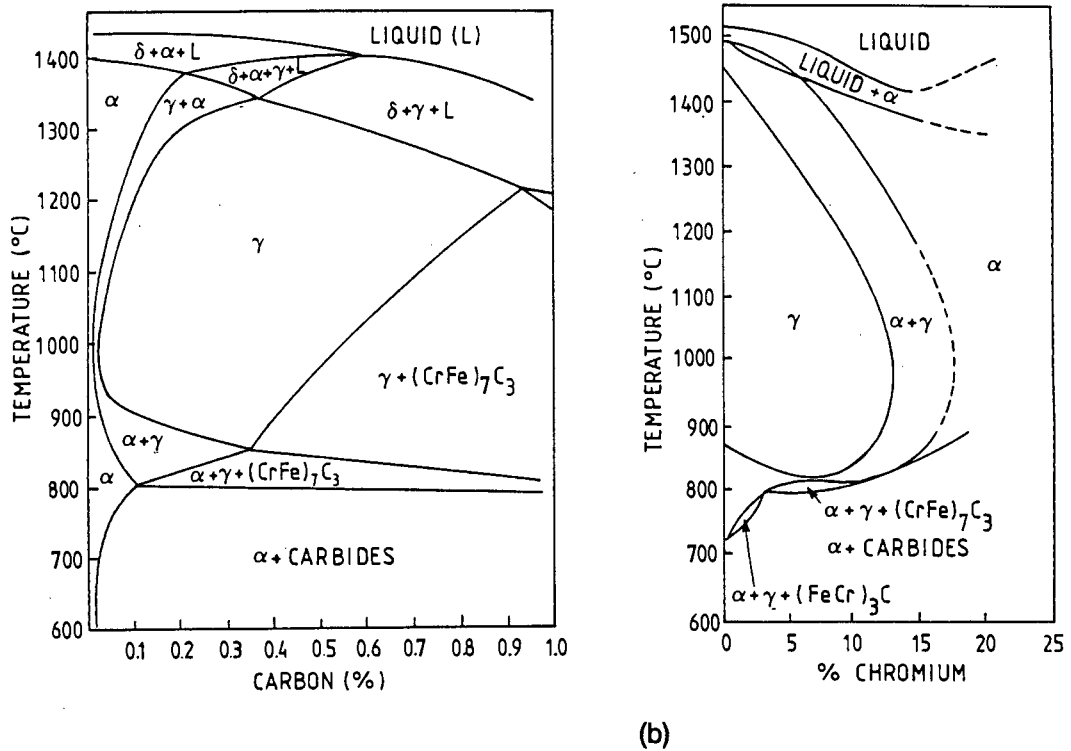 LIQUID (L)
δ+α+L
δ+α+γ+L
α
γ+α
δ+γ+L
γ
γ+(CrFe)₇C₃
α+γ
α+γ+(CrFe)₇C₃
α
α+CARBIDES
1400
1300
1200
1100
1000
900
800
700
600
TEMPERATURE (°C)
0.1 0.2 0.3 0.4 0.5 0.6 0.7 0.8 0.9 1.0
CARBON (%)
LIQUID
LIQUID + α
α
γ
α+γ
α+γ+(CrFe)₇C₃
α+CARBIDES
α+γ+(FeCr)₃C
1500
1400
1300
1200
1100
1000
900
800
700
600
TEMPERATURE (°C)
0 5 10 15 20 25
% CHROMIUM
(b)